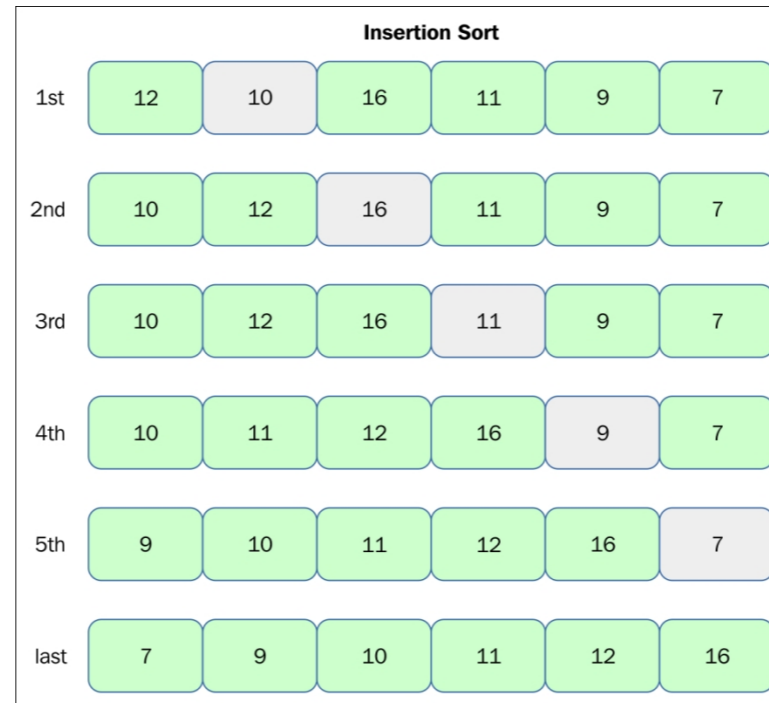 Insertion Sort
1st 12 10 16 11 9 7
2nd 10 12 16 11 9 7
3rd 10 12 16 11 9 7
4th 10 11 12 16 9 7
5th 9 10 11 12 16 7
last 7 9 10 11 12 16